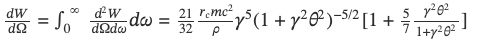 dW/dΩ = ∫₀^∞ d²W/dΩdω dω = 21/32 r_c mc²/ρ γ⁵(1 + γ²θ²)^−5/2 [1 + 5/7 γ²θ²/1+γ²θ²]